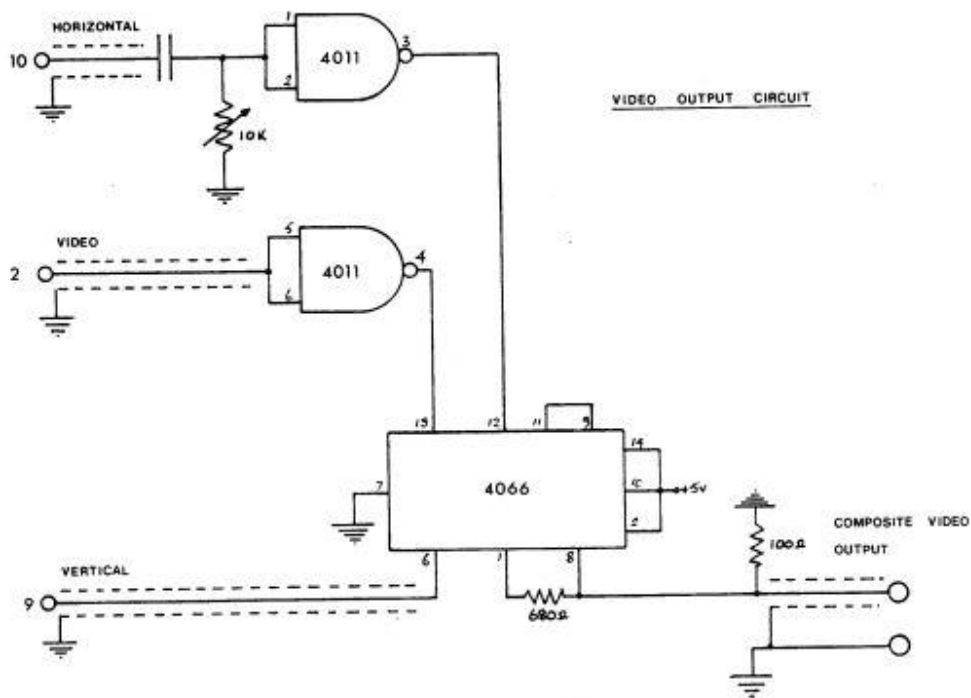 HORIZONTAL
10
1
2
4011
3
10K
VIDEO OUTPUT CIRCUIT
VIDEO
2
5
6
4011
4
13
12
11
9
14
7
4066
+5v
2
6
1
8
680Ω
VERTICAL
9
100Ω
COMPOSITE VIDEO
OUTPUT